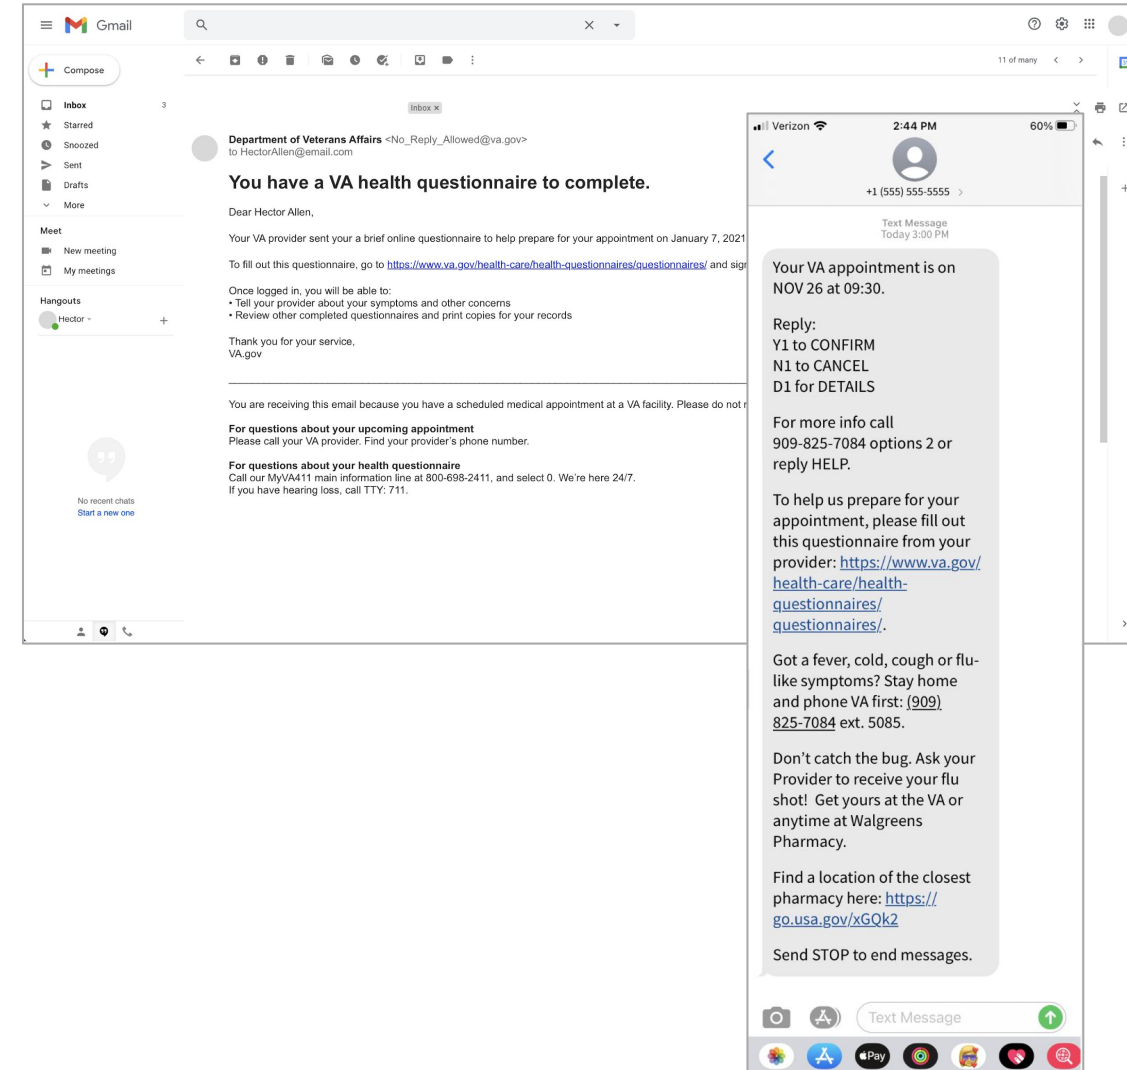 Gmail
Compose
11 of many
Inbox 3
Starred
Snoozed
Sent
Drafts
More
Meet
New meeting
My meetings
Hangouts
Hector
No recent chats
Start a new one
Inbox ×
Department of Veterans Affairs <No_Reply_Allowed@va.gov>
to HectorAllen@email.com
You have a VA health questionnaire to complete.
Dear Hector Allen,
Your VA provider sent your a brief online questionnaire to help prepare for your appointment on January 7, 2021
To fill out this questionnaire, go to https://www.va.gov/health-care/health-questionnaires/questionnaires/ and sig
Once logged in, you will be able to:
• Tell your provider about your symptoms and other concerns
• Review other completed questionnaires and print copies for your records
Thank you for your service,
VA.gov
You are receiving this email because you have a scheduled medical appointment at a VA facility. Please do not r
For questions about your upcoming appointment
Please call your VA provider. Find your provider's phone number.
For questions about your health questionnaire
Call our MyVA411 main information line at 800-698-2411, and select 0. We're here 24/7.
If you have hearing loss, call TTY: 711.
Verizon 2:44 PM 60%
+1 (555) 555-5555
Text Message
Today 3:00 PM
Your VA appointment is on
NOV 26 at 09:30.
Reply:
Y1 to CONFIRM
N1 to CANCEL
D1 for DETAILS
For more info call
909-825-7084 options 2 or
reply HELP.
To help us prepare for your
appointment, please fill out
this questionnaire from your
provider: https://www.va.gov/
health-care/health-
questionnaires/
questionnaires/.
Got a fever, cold, cough or flu-
like symptoms? Stay home
and phone VA first: (909)
825-7084 ext. 5085.
Don't catch the bug. Ask your
Provider to receive your flu
shot!  Get yours at the VA or
anytime at Walgreens
Pharmacy.
Find a location of the closest
pharmacy here: https://
go.usa.gov/xGQk2
Send STOP to end messages.
Text Message
Pay